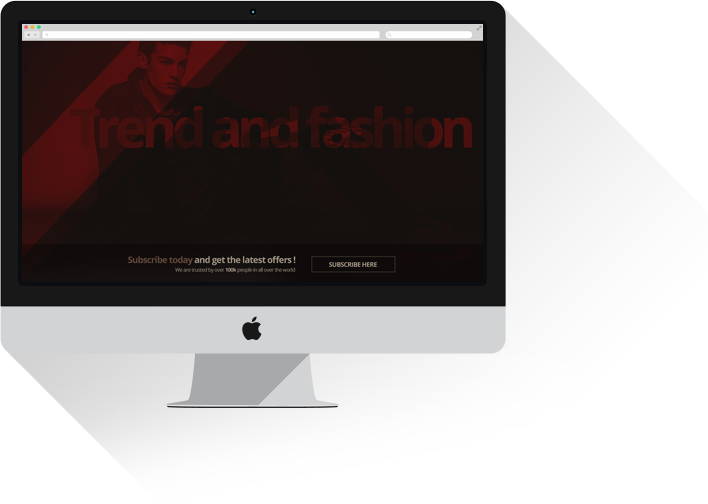 Trend and fashion
Subscribe today and get the latest offers !
We are trusted by over 100k people in all over the world
SUBSCRIBE HERE